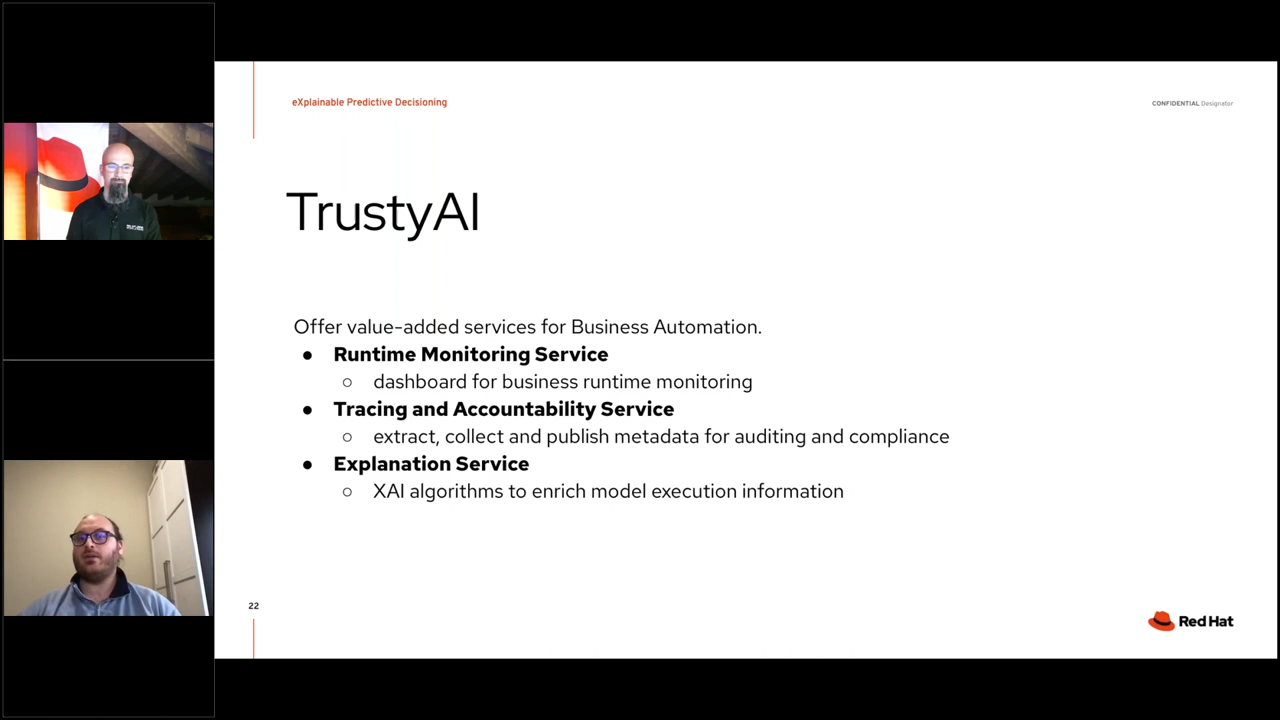 eXplainable Predictive Decisioning
CONFIDENTIAL Designator
TrustyAI
Offer value-added services for Business Automation.
● Runtime Monitoring Service
○ dashboard for business runtime monitoring
● Tracing and Accountability Service
○ extract, collect and publish metadata for auditing and compliance
● Explanation Service
○ XAI algorithms to enrich model execution information
22
Red Hat